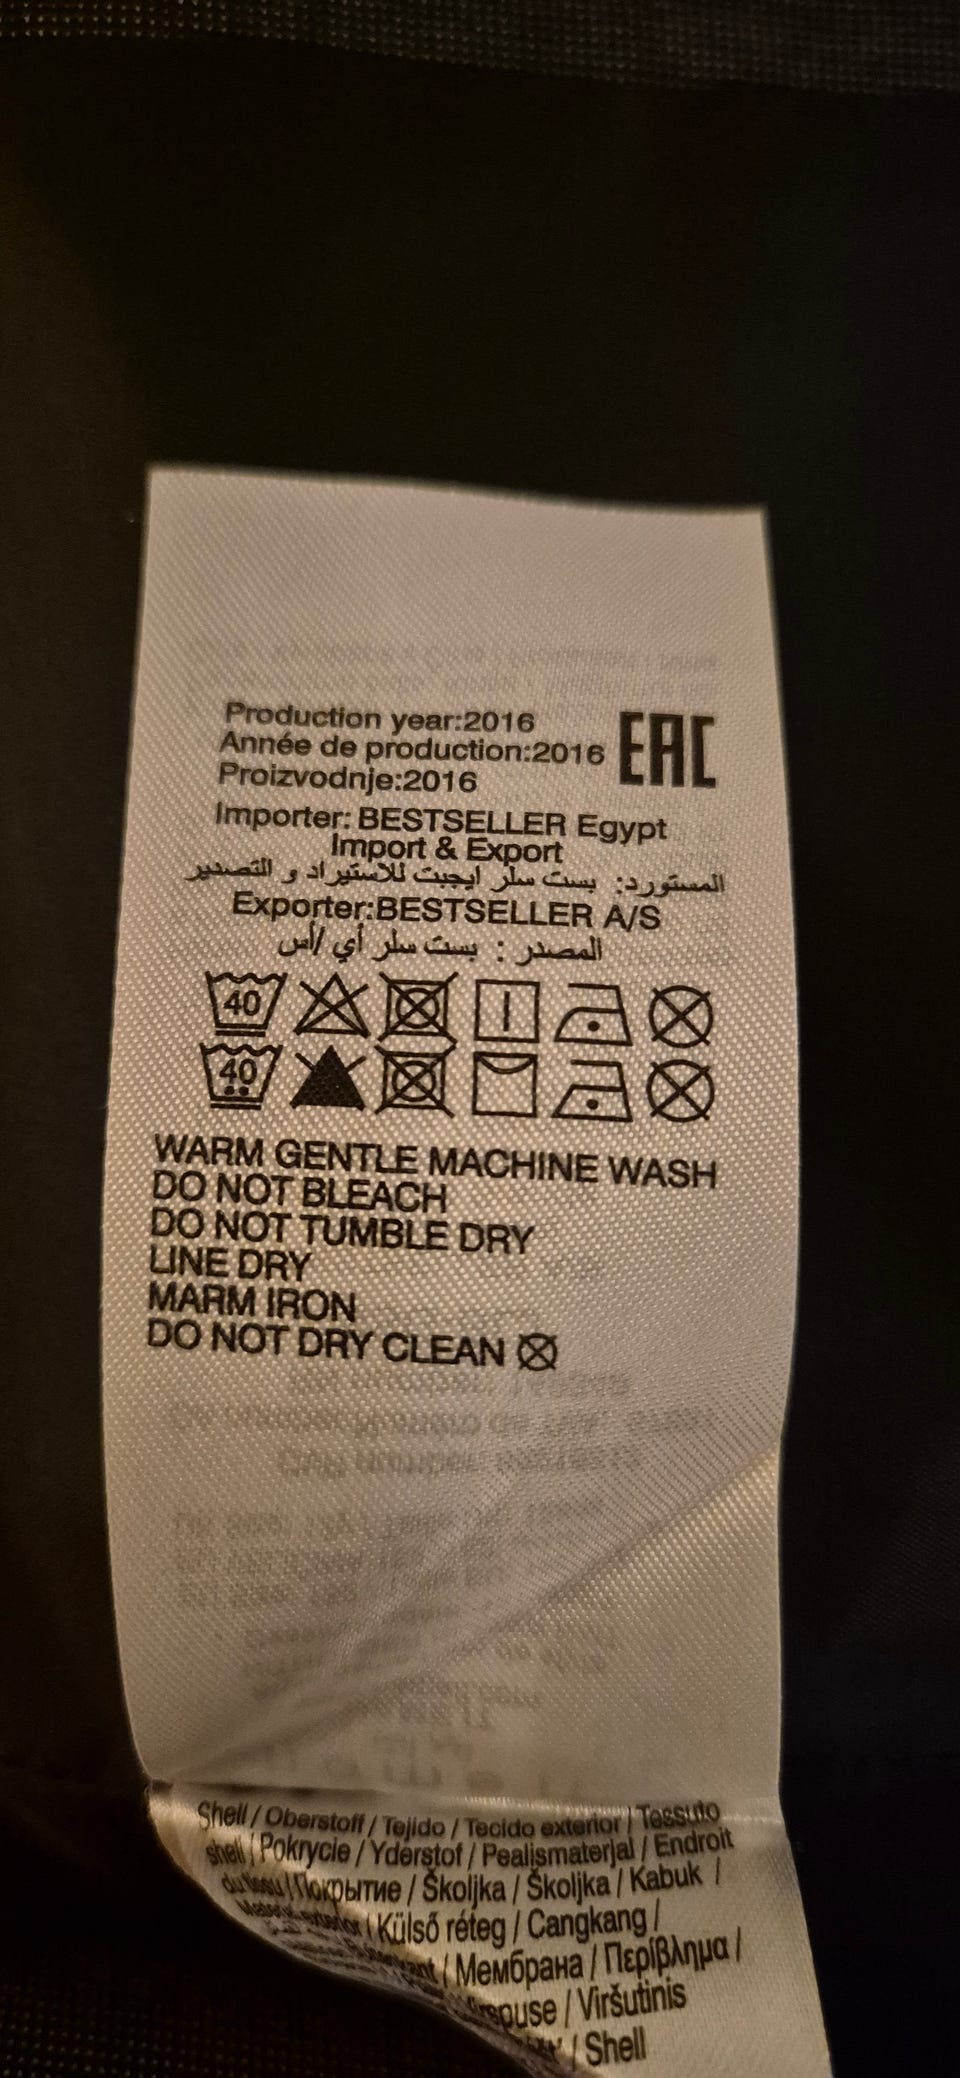 Production year:2016
Année de production:2016
Proizvodnje:2016
EAC
Importer: BESTSELLER Egypt
Import & Export
المستورد: بست سلر ايجبت للاستيراد و التصدير
Exporter:BESTSELLER A/S
المصدر : بست سلر أي /أس
40
40
WARM GENTLE MACHINE WASH
DO NOT BLEACH
DO NOT TUMBLE DRY
LINE DRY
MARM IRON
DO NOT DRY CLEAN
Shell / Oberstoff / Tejido / Tecido exterior / Tessuto
shell / Pokrycie / Yderstof / Pealismaterjal / Endroit
du tissu / Покрытие / Školjka / Školjka / Kabuk /
exterior / Külső réteg / Cangkang /
/ Мембрана / Περίβλημα /
/ Viršutinis
/ Shell